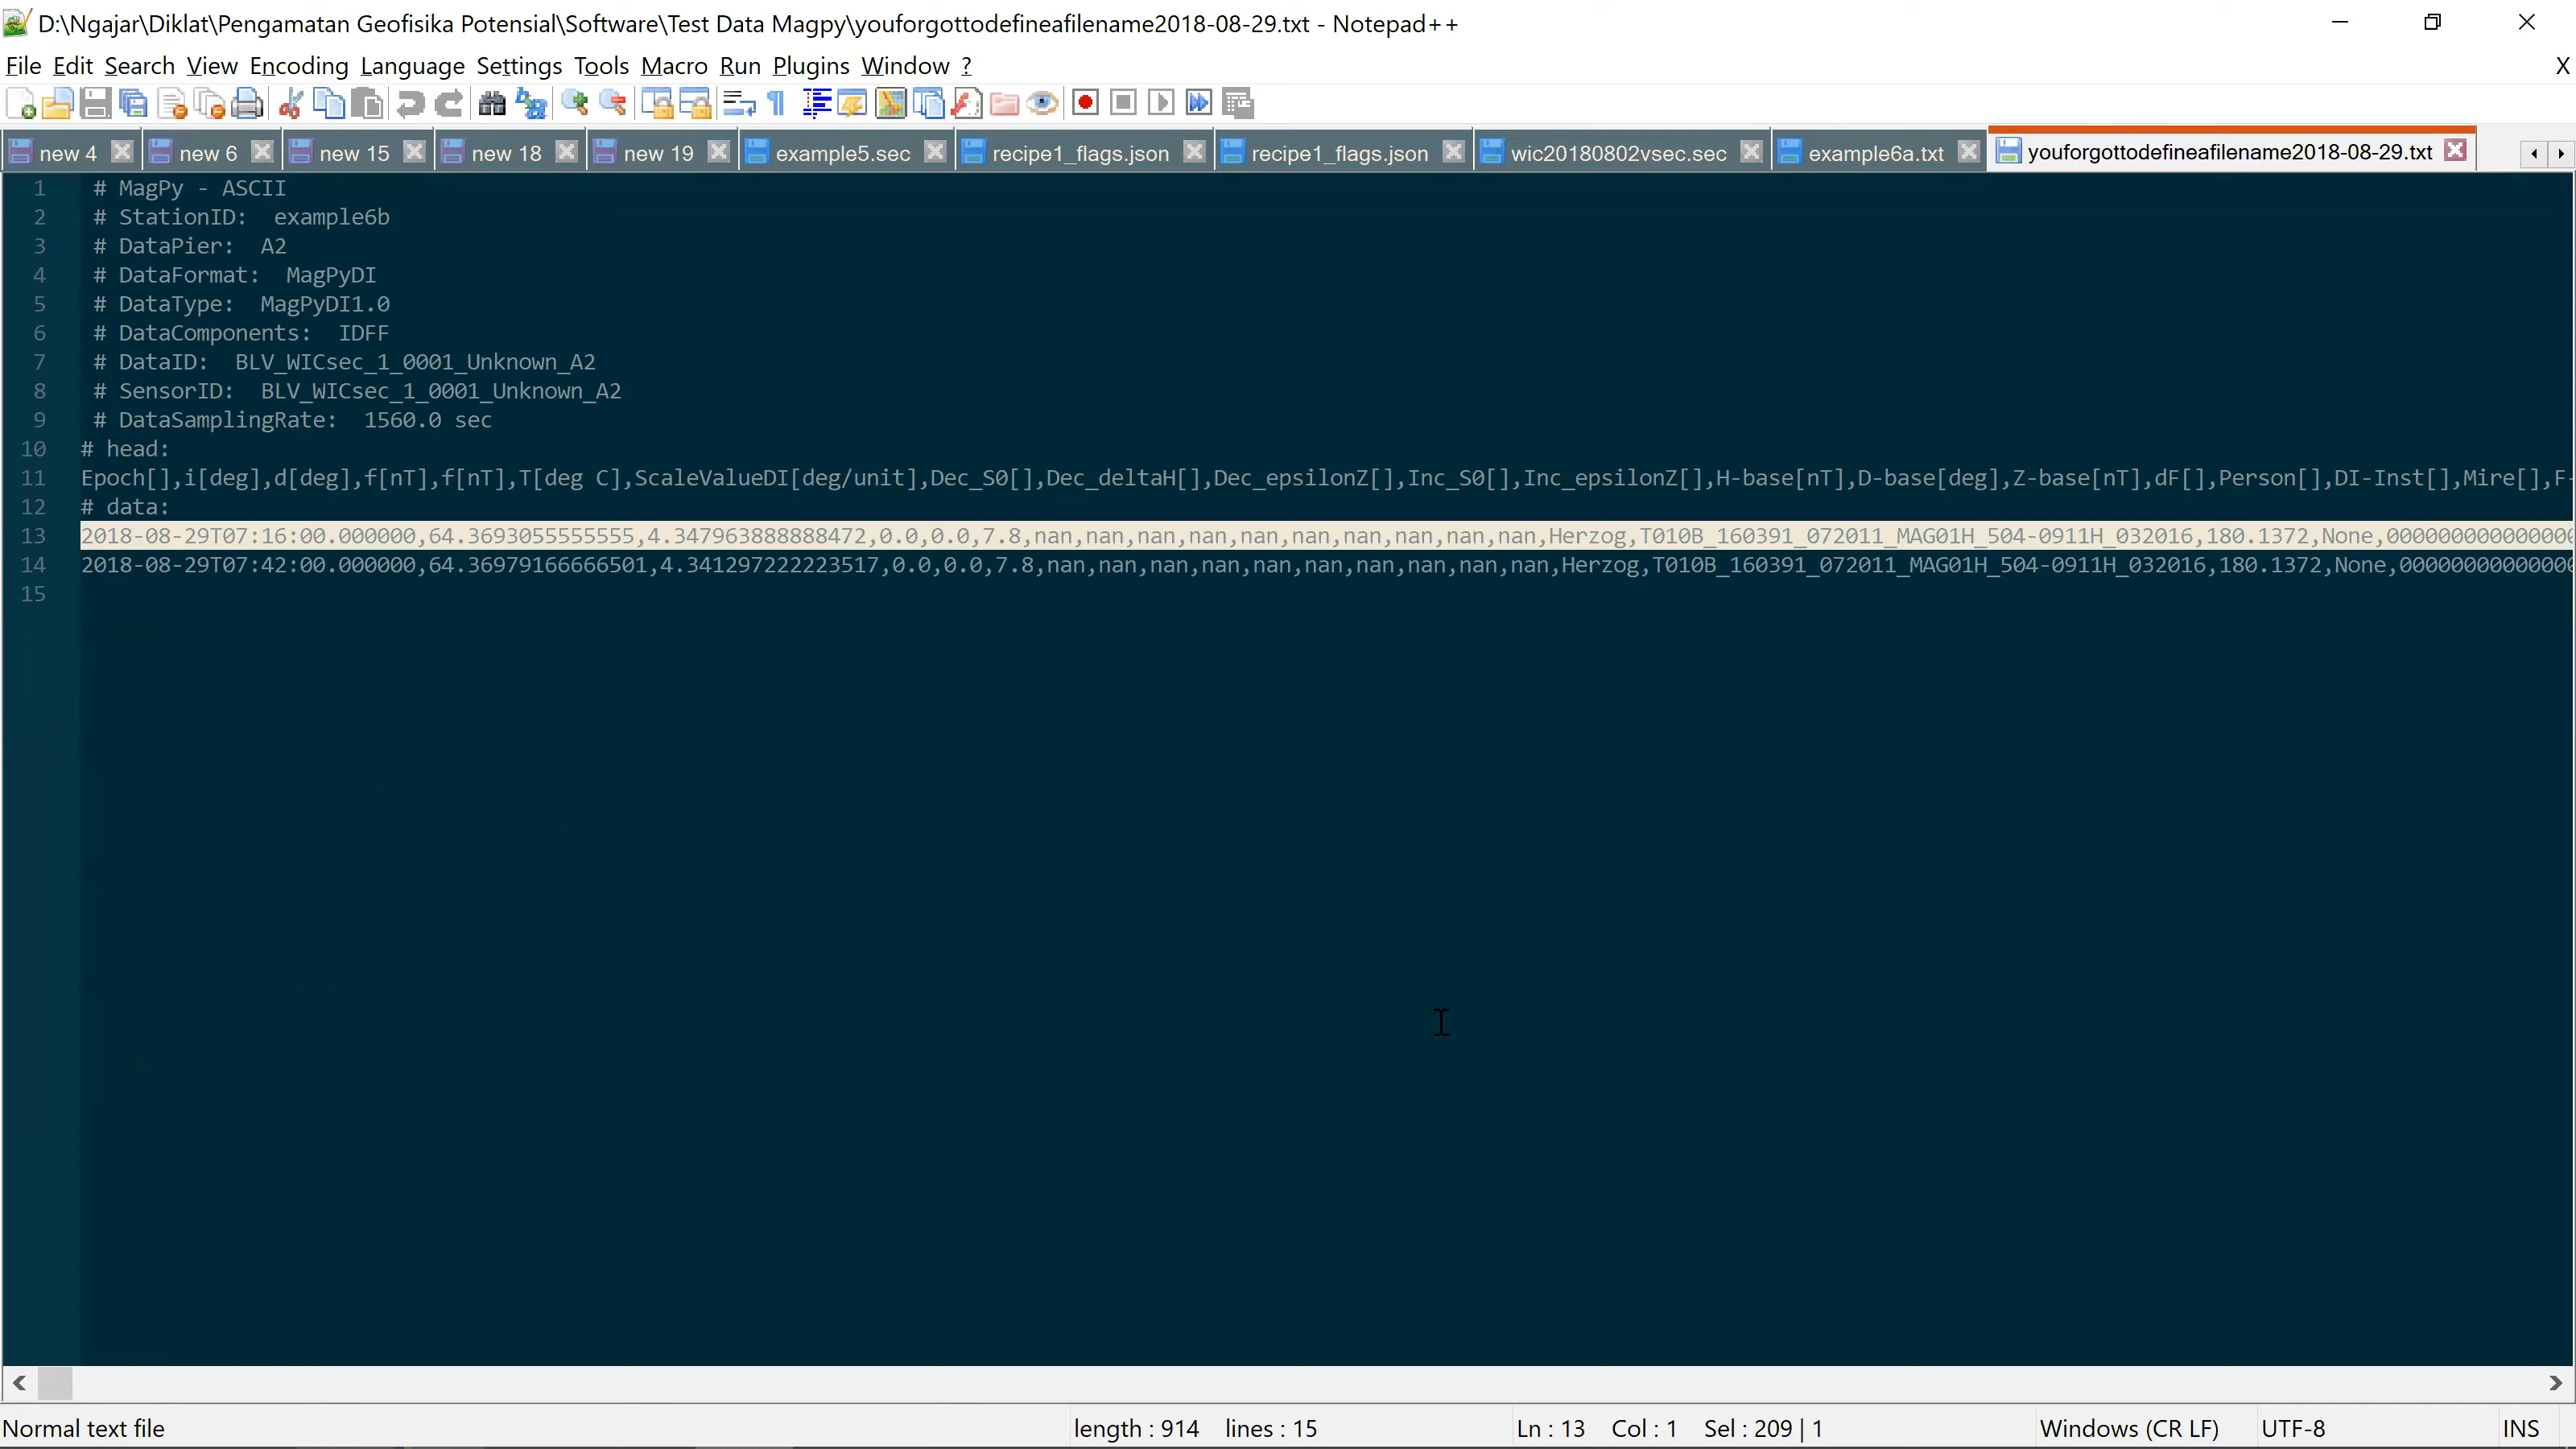 D:\Ngajar\Diklat\Pengamatan Geofisika Potensial\Software\Test Data Magpy\youforgottodefineafilename2018-08-29.txt - Notepad++
File Edit Search View Encoding Language Settings Tools Macro Run Plugins Window ?
X
new 4 new 6 new 15 new 18 new 19 example5.sec recipe1_flags.json recipe1_flags.json wic20180802vsec.sec example6a.txt youforgottodefineafilename2018-08-29.txt
1 # MagPy - ASCII
2 # StationID: example6b
3 # DataPier: A2
4 # DataFormat: MagPyDI
5 # DataType: MagPyDI1.0
6 # DataComponents: IDFF
7 # DataID: BLV_WICsec_1_0001_Unknown_A2
8 # SensorID: BLV_WICsec_1_0001_Unknown_A2
9 # DataSamplingRate: 1560.0 sec
10 # head:
11 Epoch[],i[deg],d[deg],f[nT],f[nT],T[deg C],ScaleValueDI[deg/unit],Dec_S0[],Dec_deltaH[],Dec_epsilonZ[],Inc_S0[],Inc_epsilonZ[],H-base[nT],D-base[deg],Z-base[nT],dF[],Person[],DI-Inst[],Mire[],F-
12 # data:
13 2018-08-29T07:16:00.000000,64.3693055555555,4.347963888888472,0.0,0.0,7.8,nan,nan,nan,nan,nan,nan,nan,nan,nan,nan,Herzog,T010B_160391_072011_MAG01H_504-0911H_032016,180.1372,None,000000000000000
14 2018-08-29T07:42:00.000000,64.36979166666501,4.341297222223517,0.0,0.0,7.8,nan,nan,nan,nan,nan,nan,nan,nan,nan,nan,Herzog,T010B_160391_072011_MAG01H_504-0911H_032016,180.1372,None,00000000000000
15
Normal text file length : 914 lines : 15 Ln : 13 Col : 1 Sel : 209 | 1 Windows (CR LF) UTF-8 INS